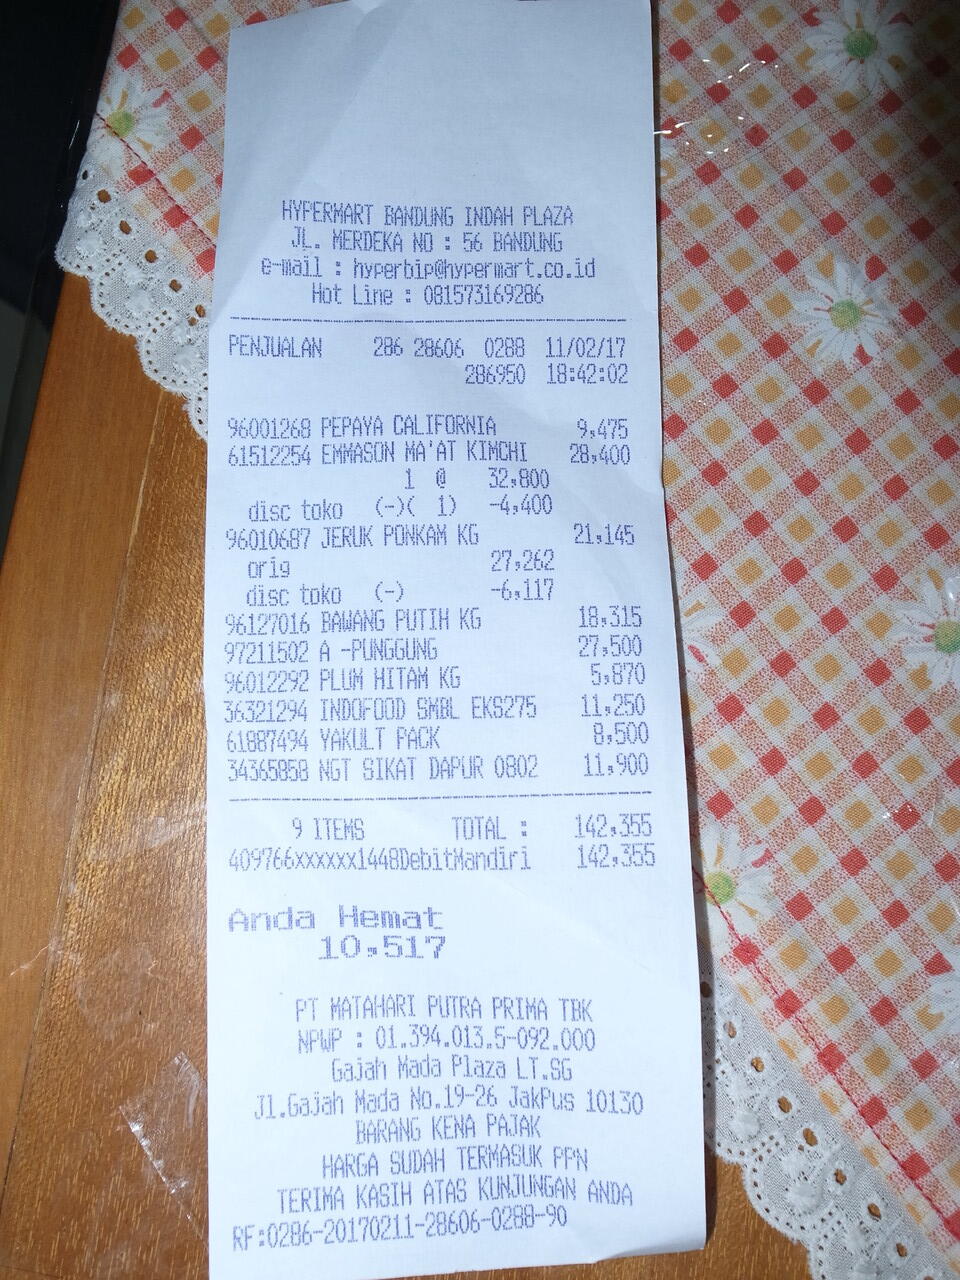 HYPERMART BANDUNG INDAH PLAZA
JL. MERDEKA NO : 56 BANDUNG
e-mail : hyperbip@hypermart.co.id
Hot Line : 081573169286
PENJUALAN 286 28606 0288 11/02/17
286950 18:42:02
96001268 PEPAYA CALIFORNIA 9,475
61512254 EMMASON MA'AT KIMCHI 28,400
1 @ 32,800
disc toko (-)( 1) -4,400
96010687 JERUK PONKAM KG 21,145
orig 27,262
disc toko (-) -6,117
96127016 BAWANG PUTIH KG 18,315
97211502 A -PUNGGUNG 27,500
96012292 PLUM HITAM KG 5,870
36321294 INDOFOOD SMBL EKS275 11,250
61887494 YAKULT PACK 8,500
34365858 NGT SIKAT DAPUR 0802 11,900
9 ITEMS TOTAL : 142,355
409766xxxxxx1448DebitMandiri 142,355
Anda Hemat
10,517
PT MATAHARI PUTRA PRIMA TBK
NPWP : 01.394.013.5-092.000
Gajah Mada Plaza LT.SG
Jl.Gajah Mada No.19-26 JakPus 10130
BARANG KENA PAJAK
HARGA SUDAH TERMASUK PPN
TERIMA KASIH ATAS KUNJUNGAN ANDA
RF:0286-20170211-28606-0288-90